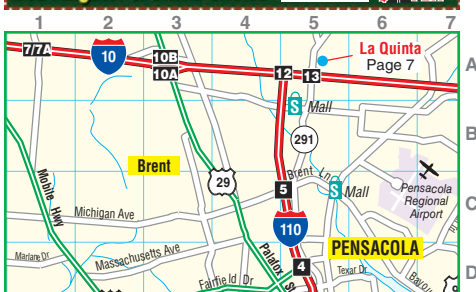 1 2 3 4 5 6 7
A
B
C
D
7/7A
10
10B
10A
12
13
La Quinta
Page 7
S Mall
291
Brent
29
Brent Ln
5
S Mall
Pensacola
Regional
Airport
Mobile Hwy
Michigan Ave
110
PENSACOLA
Marlane Dr
Massachusetts Ave
Fairfield Dr
Palafox St
4
Texar Dr